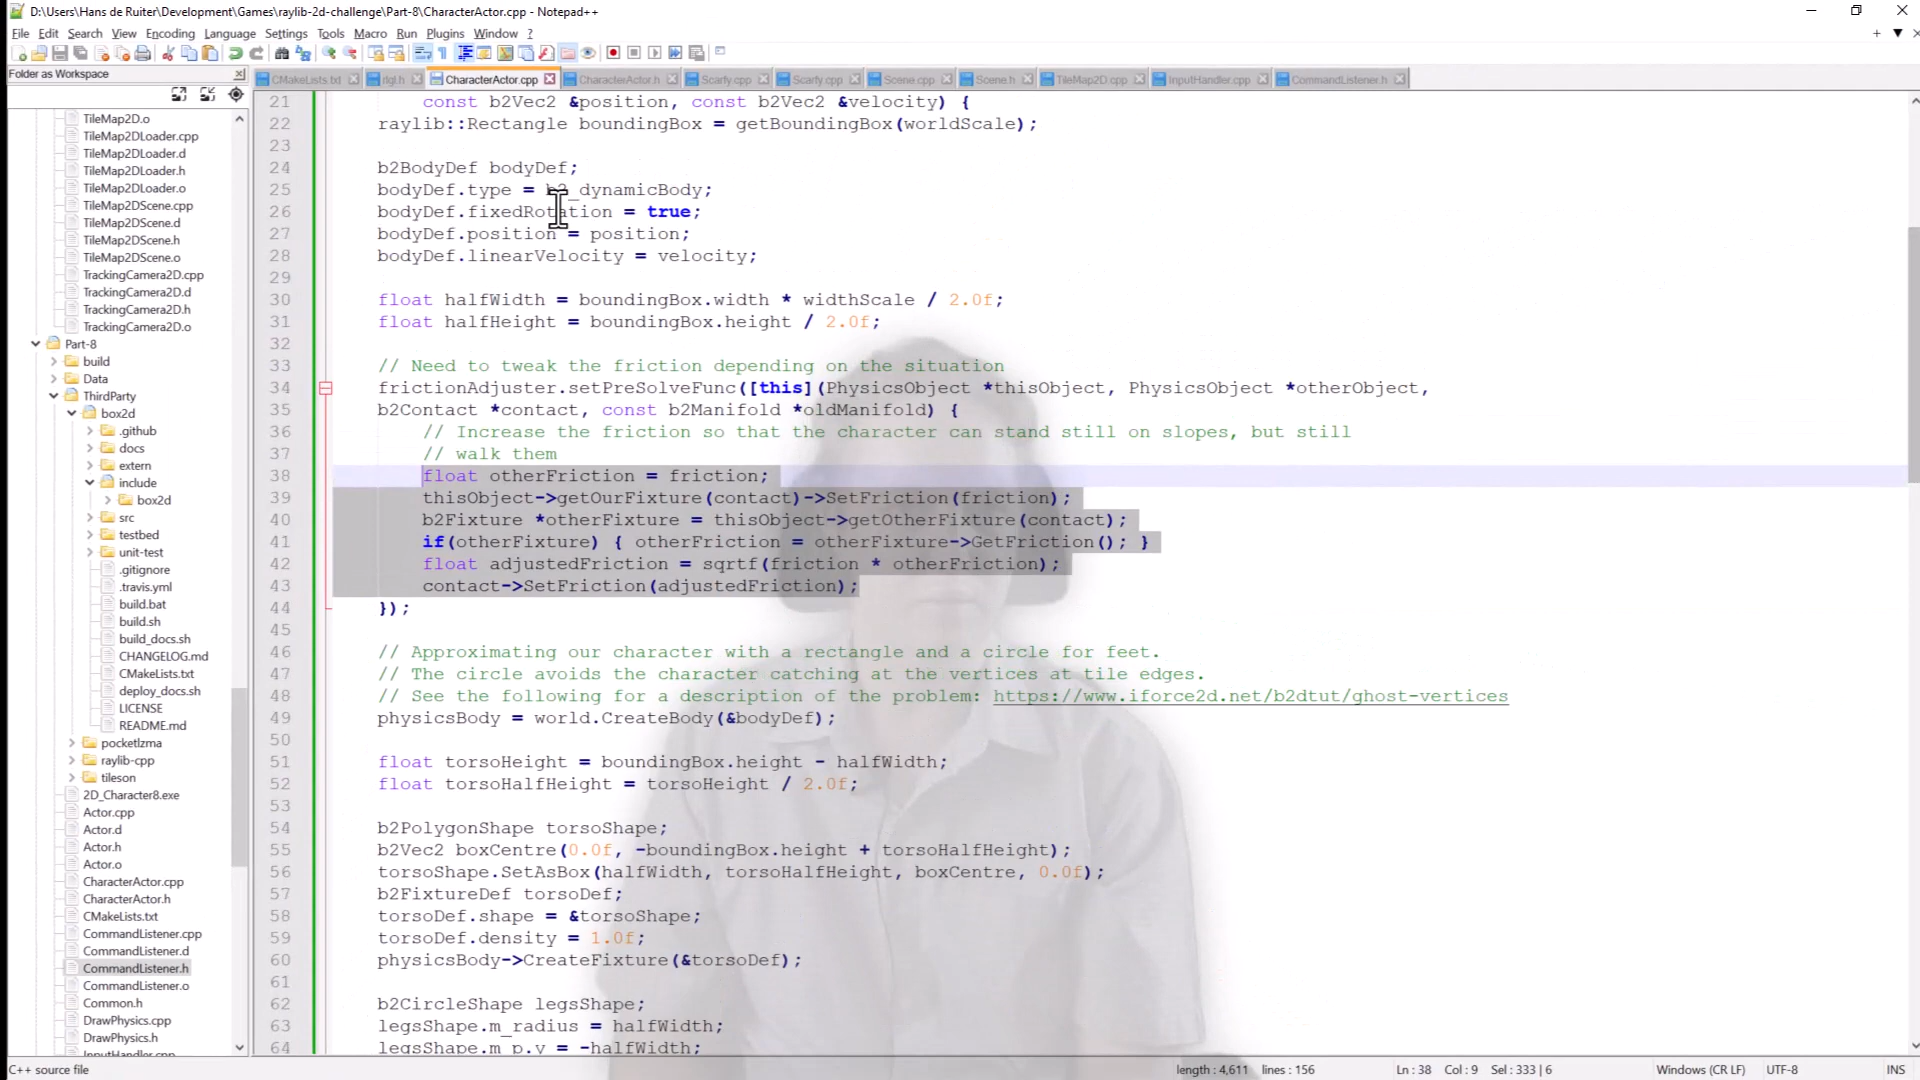 D:\Users\Hans de Ruiter\Development\Games\raylib-2d-challenge\Part-8\CharacterActor.cpp - Notepad++
File Edit Search View Encoding Language Settings Tools Macro Run Plugins Window ?
Folder as Workspace
CMakeLists.txt rlgl.h CharacterActor.cpp CharacterActor.h Scarfy.cpp Scarfy.cpp Scene.cpp Scene.h TileMap2D.cpp InputHandler.cpp CommandListener.h
TileMap2D.o
TileMap2DLoader.cpp
TileMap2DLoader.d
TileMap2DLoader.h
TileMap2DLoader.o
TileMap2DScene.cpp
TileMap2DScene.d
TileMap2DScene.h
TileMap2DScene.o
TrackingCamera2D.cpp
TrackingCamera2D.d
TrackingCamera2D.h
TrackingCamera2D.o
Part-8
build
Data
ThirdParty
box2d
.github
docs
extern
include
box2d
src
testbed
unit-test
.gitignore
.travis.yml
build.bat
build.sh
build_docs.sh
CHANGELOG.md
CMakeLists.txt
deploy_docs.sh
LICENSE
README.md
pocketlzma
raylib-cpp
tileson
2D_Character8.exe
Actor.cpp
Actor.d
Actor.h
Actor.o
CharacterActor.cpp
CharacterActor.h
CMakeLists.txt
CommandListener.cpp
CommandListener.d
CommandListener.h
CommandListener.o
Common.h
DrawPhysics.cpp
DrawPhysics.h
InputHandler.cpp
21 const b2Vec2 &position, const b2Vec2 &velocity) {
22 raylib::Rectangle boundingBox = getBoundingBox(worldScale);
23
24 b2BodyDef bodyDef;
25 bodyDef.type = b2_dynamicBody;
26 bodyDef.fixedRotation = true;
27 bodyDef.position = position;
28 bodyDef.linearVelocity = velocity;
29
30 float halfWidth = boundingBox.width * widthScale / 2.0f;
31 float halfHeight = boundingBox.height / 2.0f;
32
33 // Need to tweak the friction depending on the situation
34 frictionAdjuster.setPreSolveFunc([this](PhysicsObject *thisObject, PhysicsObject *otherObject,
35 b2Contact *contact, const b2Manifold *oldManifold) {
36 // Increase the friction so that the character can stand still on slopes, but still
37 // walk them
38 float otherFriction = friction;
39 thisObject->getOurFixture(contact)->SetFriction(friction);
40 b2Fixture *otherFixture = thisObject->getOtherFixture(contact);
41 if(otherFixture) { otherFriction = otherFixture->GetFriction(); }
42 float adjustedFriction = sqrtf(friction * otherFriction);
43 contact->SetFriction(adjustedFriction);
44 });
45
46 // Approximating our character with a rectangle and a circle for feet.
47 // The circle avoids the character catching at the vertices at tile edges.
48 // See the following for a description of the problem: https://www.iforce2d.net/b2dtut/ghost-vertices
49 physicsBody = world.CreateBody(&bodyDef);
50
51 float torsoHeight = boundingBox.height - halfWidth;
52 float torsoHalfHeight = torsoHeight / 2.0f;
53
54 b2PolygonShape torsoShape;
55 b2Vec2 boxCentre(0.0f, -boundingBox.height + torsoHalfHeight);
56 torsoShape.SetAsBox(halfWidth, torsoHalfHeight, boxCentre, 0.0f);
57 b2FixtureDef torsoDef;
58 torsoDef.shape = &torsoShape;
59 torsoDef.density = 1.0f;
60 physicsBody->CreateFixture(&torsoDef);
61
62 b2CircleShape legsShape;
63 legsShape.m_radius = halfWidth;
64 legsShape.m_p.y = -halfWidth;
C++ source file length : 4,611 lines : 156 Ln : 38 Col : 9 Sel : 333 | 6 Windows (CR LF) UTF-8 INS